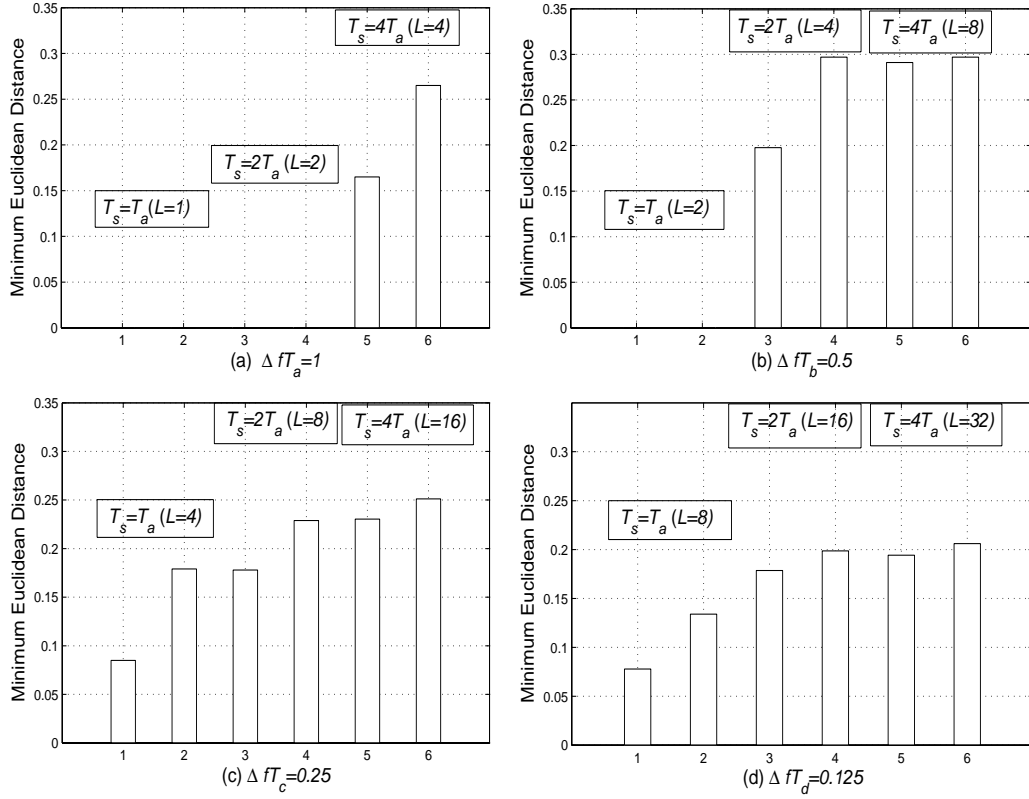 0.35
0.3
0.25
0.2
0.15
0.1
0.05
0
Minimum Euclidean Distance
T_s=4T_a (L=4)
T_s=2T_a (L=2)
T_s=T_a(L=1)
1 2 3 4 5 6
(a) Δ fT_a=1
0.35
0.3
0.25
0.2
0.15
0.1
0.05
0
Minimum Euclidean Distance
T_s=2T_a (L=4)
T_s=4T_a (L=8)
T_s=T_a (L=2)
1 2 3 4 5 6
(b) Δ fT_b=0.5
0.35
0.3
0.25
0.2
0.15
0.1
0.05
0
Minimum Euclidean Distance
T_s=2T_a (L=8)
T_s=4T_a (L=16)
T_s=T_a (L=4)
1 2 3 4 5 6
(c) Δ fT_c=0.25
0.3
0.25
0.2
0.15
0.1
0.05
0
Minimum Euclidean Distance
T_s=2T_a (L=16)
T_s=4T_a (L=32)
T_s=T_a (L=8)
1 2 3 4 5 6
(d) Δ fT_d=0.125